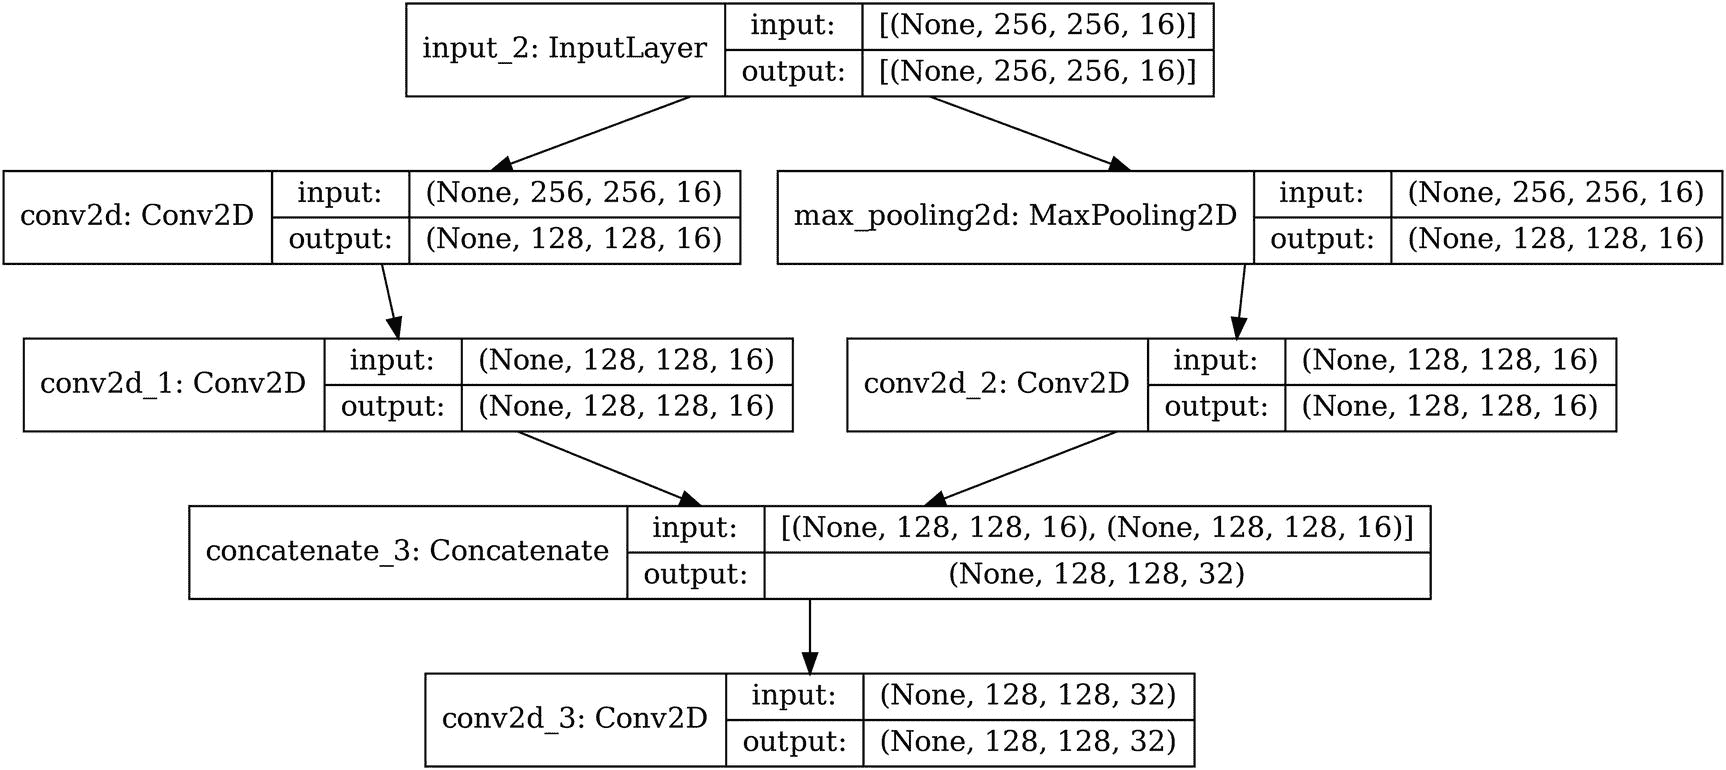 input_2: InputLayer
input: [(None, 256, 256, 16)]
output: [(None, 256, 256, 16)]
conv2d: Conv2D
input: (None, 256, 256, 16)
output: (None, 128, 128, 16)
max_pooling2d: MaxPooling2D
input: (None, 256, 256, 16)
output: (None, 128, 128, 16)
conv2d_1: Conv2D
input: (None, 128, 128, 16)
output: (None, 128, 128, 16)
conv2d_2: Conv2D
input: (None, 128, 128, 16)
output: (None, 128, 128, 16)
concatenate_3: Concatenate
input: [(None, 128, 128, 16), (None, 128, 128, 16)]
output: (None, 128, 128, 32)
conv2d_3: Conv2D
input: (None, 128, 128, 32)
output: (None, 128, 128, 32)